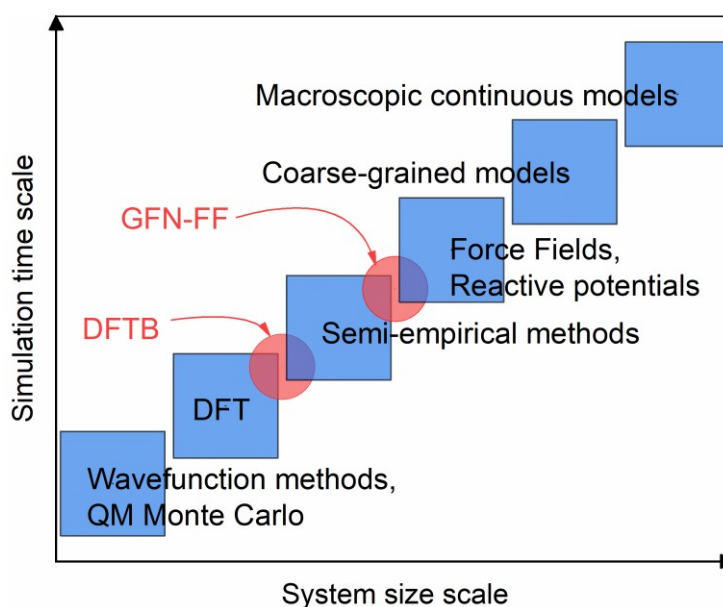 Macroscopic continuous models
Coarse-grained models
GFN-FF
Force Fields,
Reactive potentials
DFTB
Semi-empirical methods
DFT
Wavefunction methods,
QM Monte Carlo
Simulation time scale
System size scale